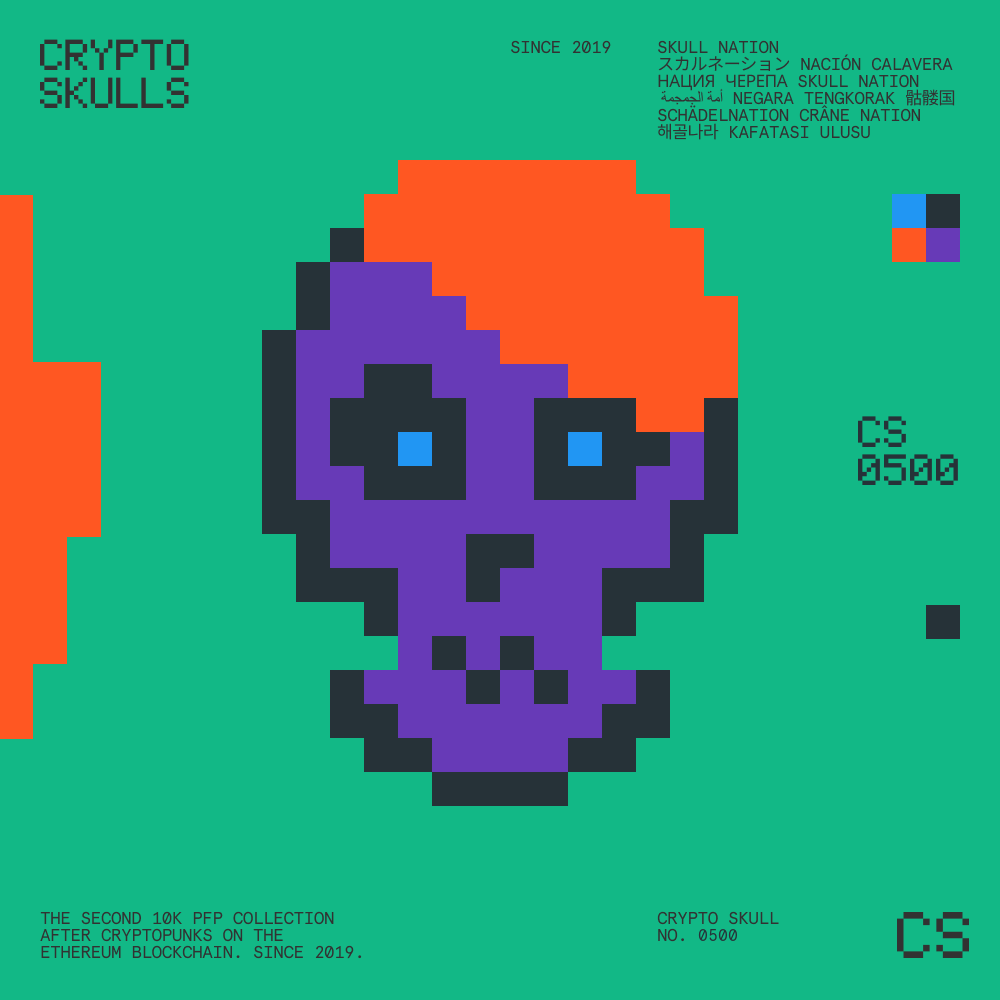 CRYPTO
SKULLS
SINCE 2019
SKULL NATION
スカルネーション NACIÓN CALAVERA
НАЦИЯ ЧЕРЕПА SKULL NATION
أمة الجمجمة NEGARA TENGKORAK 骷髅国
SCHÄDELNATION CRÂNE NATION
해골나라 KAFATASI ULUSU
CS
0500
THE SECOND 10K PFP COLLECTION
AFTER CRYPTOPUNKS ON THE
ETHEREUM BLOCKCHAIN. SINCE 2019.
CRYPTO SKULL
NO. 0500
CS